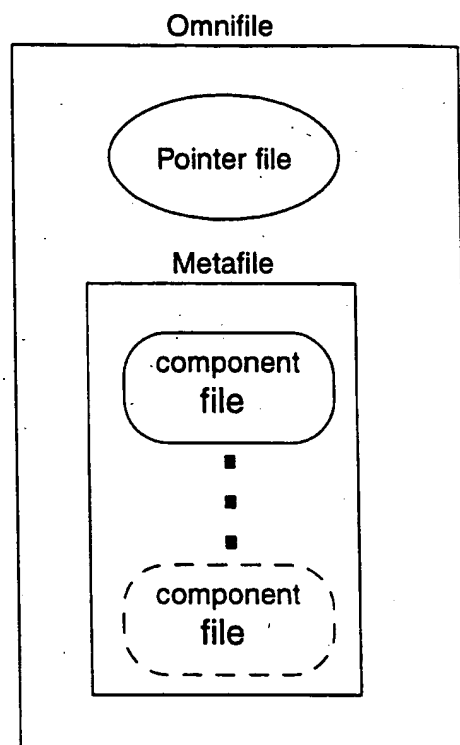 Omnifile
Pointer file
Metafile
component
file
component
file